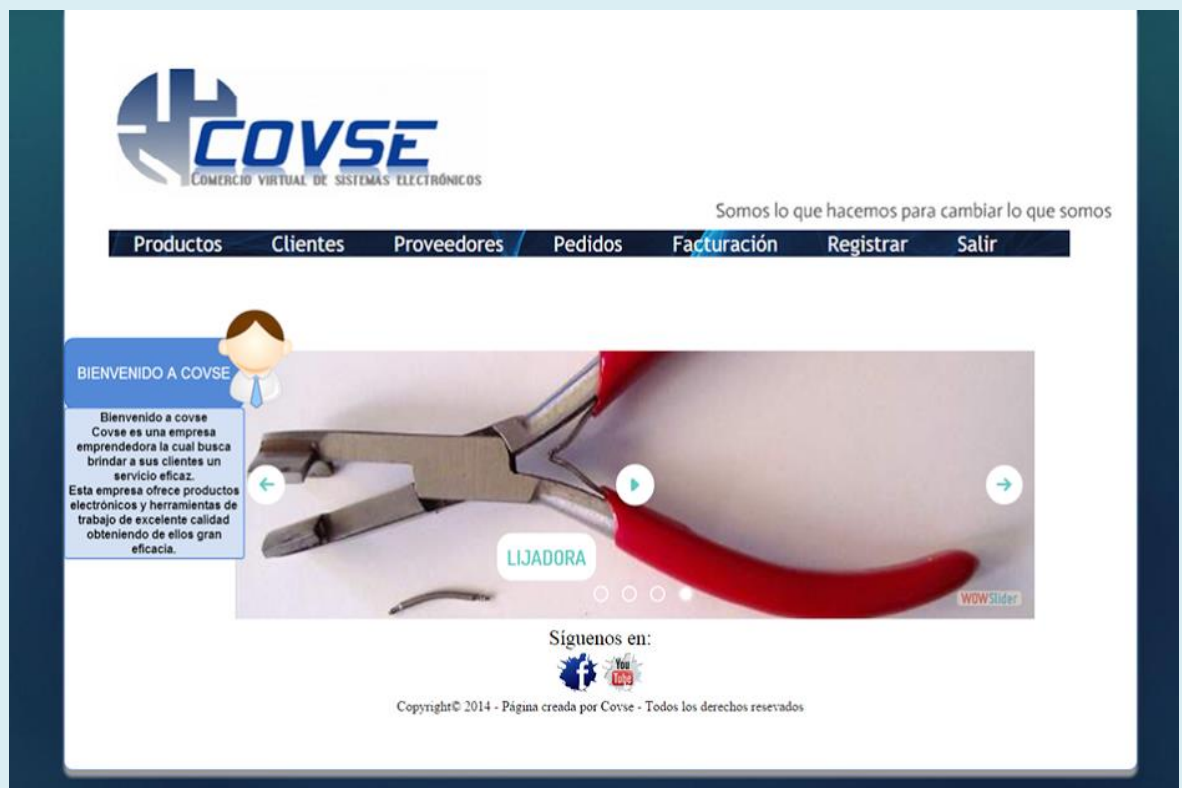 COVSE
COMERCIO VIRTUAL DE SISTEMAS ELECTRÓNICOS
Somos lo que hacemos para cambiar lo que somos
Productos Clientes Proveedores Pedidos Facturación Registrar Salir
BIENVENIDO A COVSE
Bienvenido a covse
Covse es una empresa
emprendedora la cual busca
brindar a sus clientes un
servicio eficaz.
Esta empresa ofrece productos
electrónicos y herramientas de
trabajo de excelente calidad
obteniendo de ellos gran
eficacia.
LIJADORA
WOWSlider
Síguenos en:
f You
Tube
Copyright© 2014 - Página creada por Covse - Todos los derechos resevados